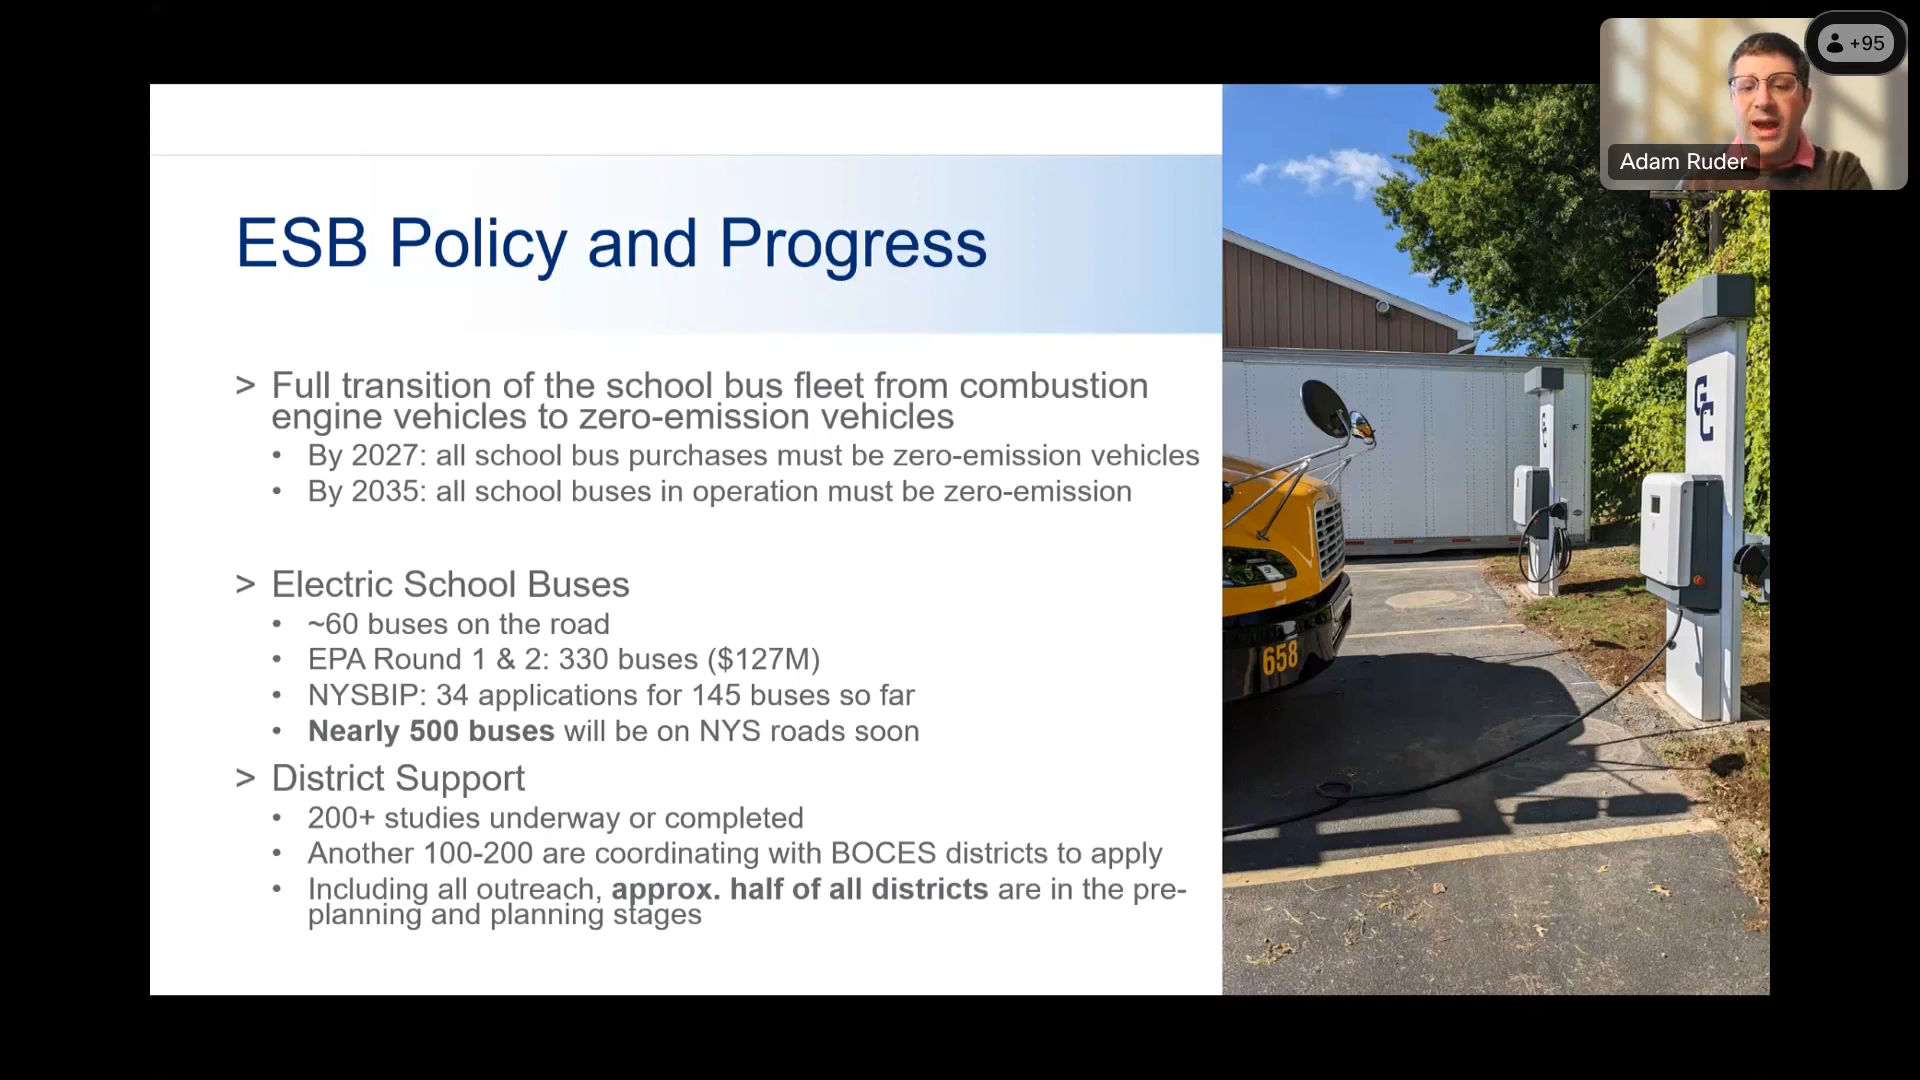 +95
Adam Ruder
ESB Policy and Progress
> Full transition of the school bus fleet from combustion
engine vehicles to zero-emission vehicles
• By 2027: all school bus purchases must be zero-emission vehicles
• By 2035: all school buses in operation must be zero-emission
> Electric School Buses
• ~60 buses on the road
• EPA Round 1 & 2: 330 buses ($127M)
• NYSBIP: 34 applications for 145 buses so far
• Nearly 500 buses will be on NYS roads soon
> District Support
• 200+ studies underway or completed
• Another 100-200 are coordinating with BOCES districts to apply
• Including all outreach, approx. half of all districts are in the pre-
planning and planning stages
658